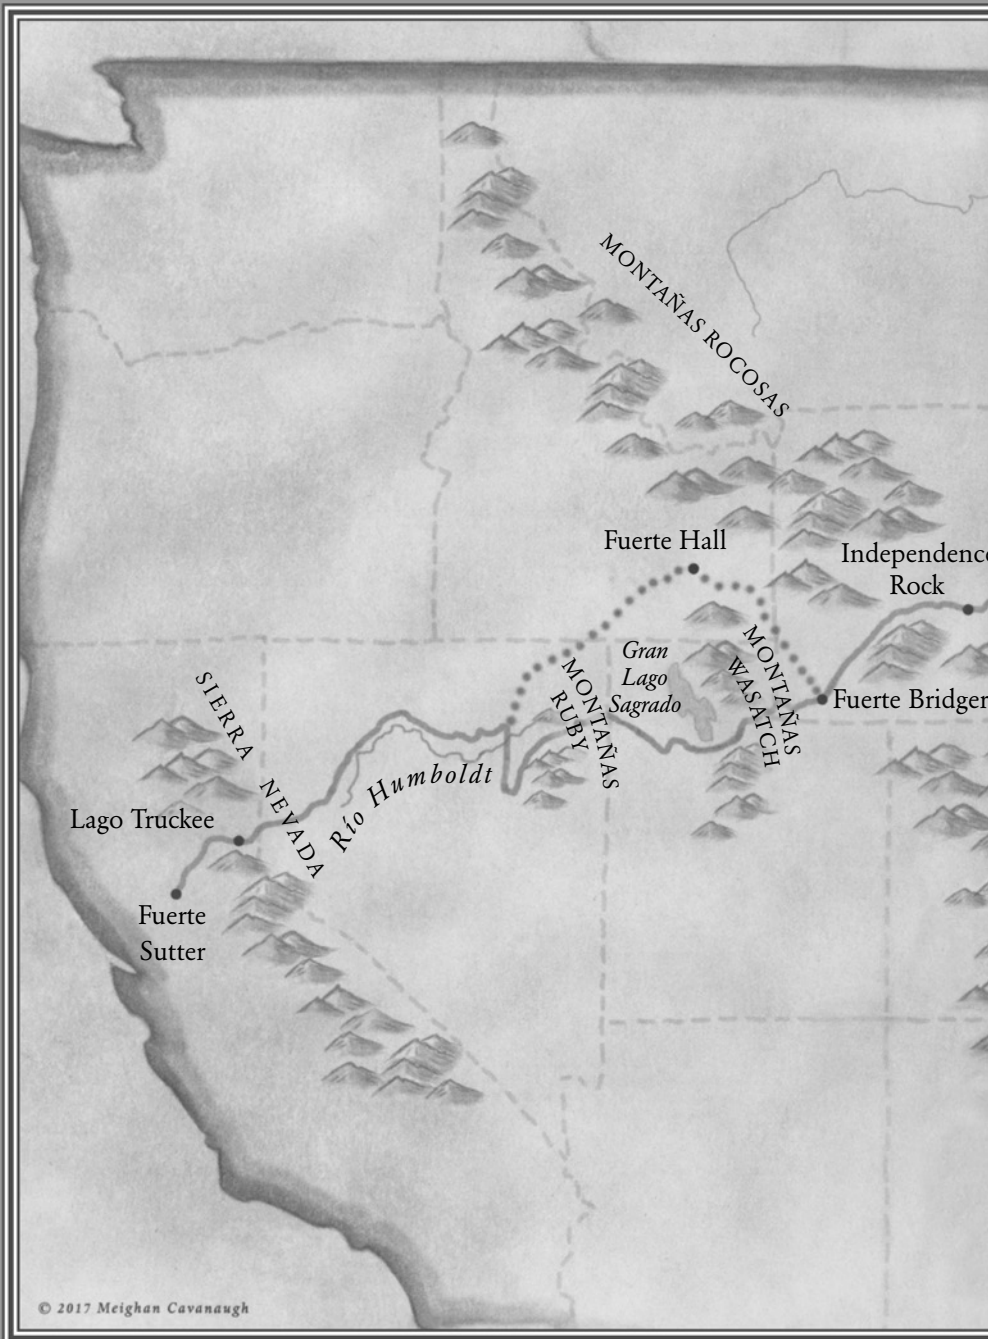 MONTAÑAS ROCOSAS
Fuerte Hall
Independence
Rock
Gran
Lago
Sagrado
MONTAÑAS
WASATCH
Fuerte Bridger
MONTAÑAS
RUBY
SIERRA
NEVADA
Río Humboldt
Lago Truckee
Fuerte
Sutter
© 2017 Meighan Cavanaugh